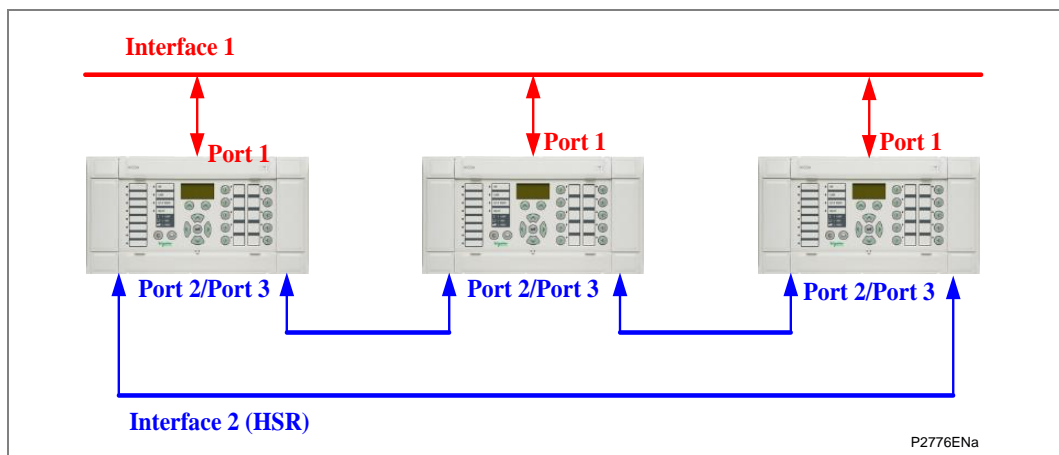 Interface 1
Port 1
Port 1
Port 1
Port 2/Port 3
Port 2/Port 3
Port 2/Port 3
Interface 2 (HSR)
P2776ENa